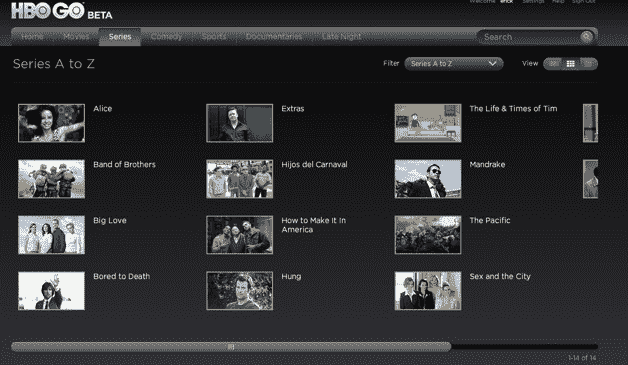 HBO GO BETA
Welcome erick Settings Help Sign Out
Home Movies Series Comedy Sports Documentaries Late Night Search
Series A to Z
Filter Series A to Z View
Alice
Band of Brothers
Big Love
Bored to Death
Extras
Hijos del Carnaval
How to Make It In
America
Hung
The Life & Times of Tim
Mandrake
The Pacific
Sex and the City
1-14 of 14